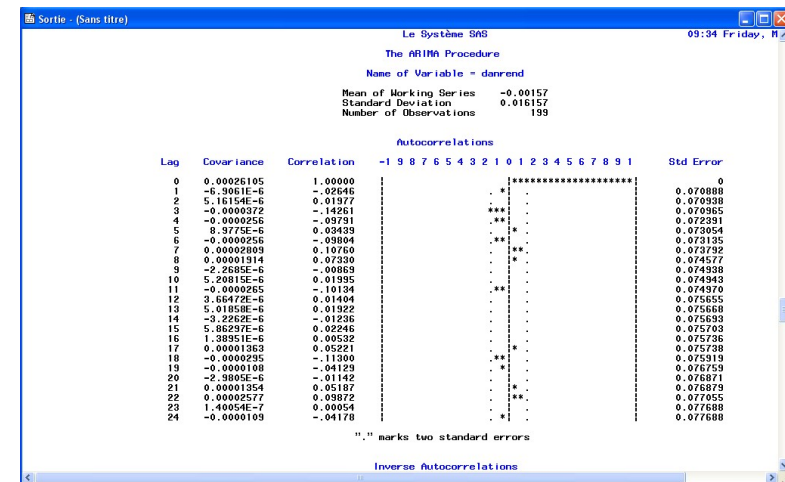 Sortie - (Sans titre)
Le Système SAS 09:34 Friday, M
The ARIMA Procedure
Name of Variable = danrend
Mean of Working Series -0.00157
Standard Deviation 0.016157
Number of Observations 199
Autocorrelations
Lag Covariance Correlation -1 9 8 7 6 5 4 3 2 1 0 1 2 3 4 5 6 7 8 9 1 Std Error
0 0.00026105 1.00000 | |********************| 0
1 -6.9061E-6 -.02646 | . *| . | 0.070888
2 5.16154E-6 0.01977 | . | . | 0.070938
3 -0.0000372 -.14261 | ***| . | 0.070965
4 -0.0000256 -.09791 | .**| . | 0.072391
5 8.9775E-6 0.03439 | . |* . | 0.073054
6 -0.0000256 -.09804 | .**| . | 0.073135
7 0.00002809 0.10760 | . |**. | 0.073792
8 0.00001914 0.07330 | . |* . | 0.074577
9 -2.2685E-6 -.00869 | . | . | 0.074938
10 5.20815E-6 0.01995 | . | . | 0.074943
11 -0.0000265 -.10134 | .**| . | 0.074970
12 3.66472E-6 0.01404 | . | . | 0.075655
13 5.01858E-6 0.01922 | . | . | 0.075668
14 -3.2262E-6 -.01236 | . | . | 0.075693
15 5.86297E-6 0.02246 | . | . | 0.075703
16 1.38951E-6 0.00532 | . | . | 0.075736
17 0.00001363 0.05221 | . |* . | 0.075738
18 -0.0000295 -.11300 | .**| . | 0.075919
19 -0.0000108 -.04129 | . *| . | 0.076759
20 -2.9805E-6 -.01142 | . | . | 0.076871
21 0.00001354 0.05187 | . |* . | 0.076879
22 0.00002577 0.09872 | . |**. | 0.077055
23 1.40054E-7 0.00054 | . | . | 0.077688
24 -0.0000109 -.04178 | . *| . | 0.077688
"." marks two standard errors
Inverse Autocorrelations